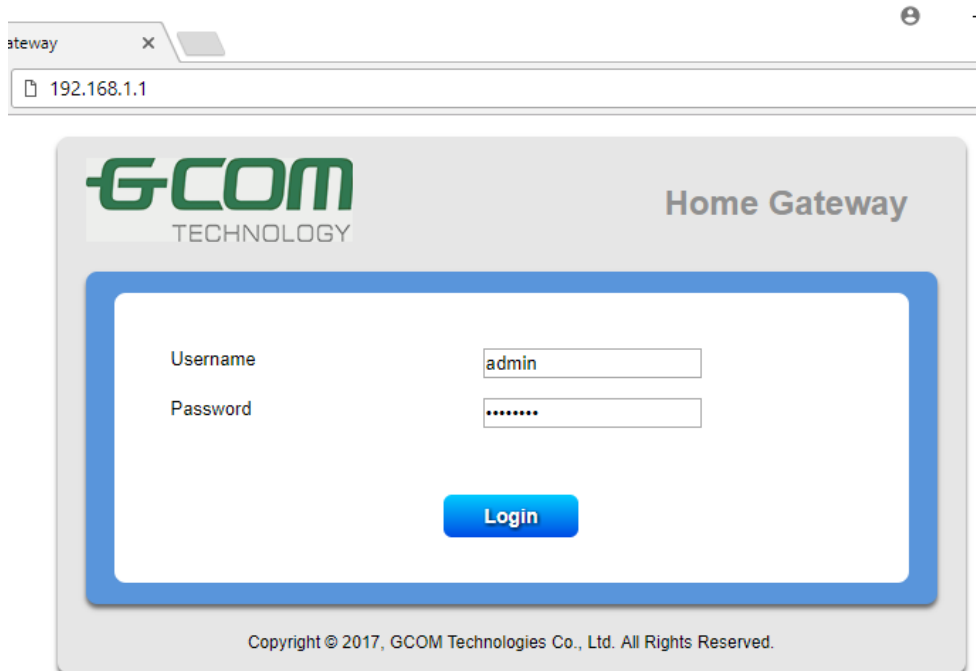 ateway
192.168.1.1
GCOM
TECHNOLOGY
Home Gateway
Username
admin
Password
••••••••
Login
Copyright © 2017, GCOM Technologies Co., Ltd. All Rights Reserved.